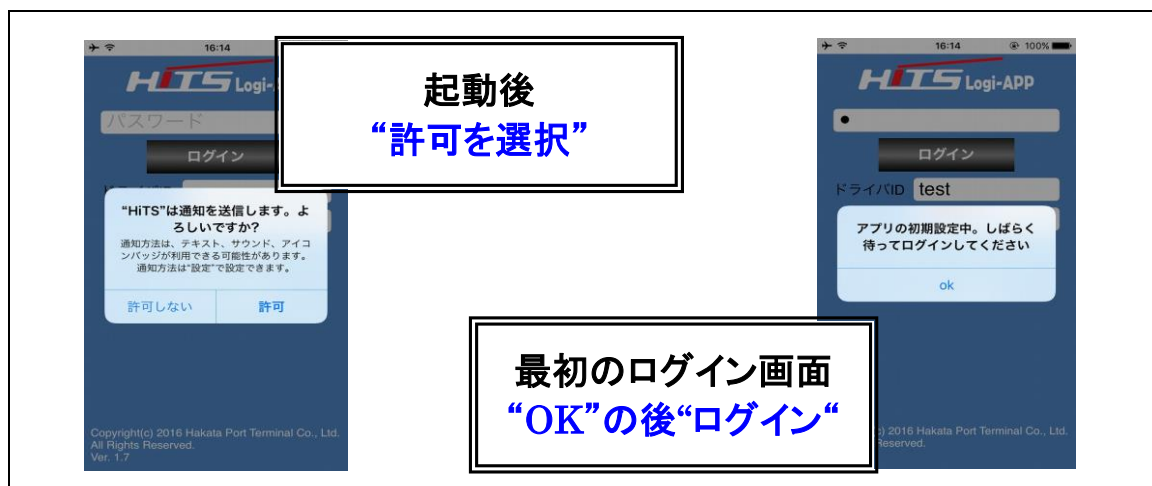 16:14
HiTS Logi-
パスワード
ログイン
“HiTS”は通知を送信します。よ
ろしいですか?
通知方法は、テキスト、サウンド、アイコ
ンバッジが利用できる可能性があります。
通知方法は“設定”で設定できます。
許可しない 許可
Copyright(c) 2016 Hakata Port Terminal Co., Ltd.
All Rights Reserved.
Ver. 1.7
起動後
“許可を選択”
16:14 100%
HiTS Logi-APP
ログイン
ドライバID test
アプリの初期設定中。しばらく
待ってログインしてください
ok
2016 Hakata Port Terminal Co., Ltd.
Reserved.
最初のログイン画面
“OK”の後“ログイン“